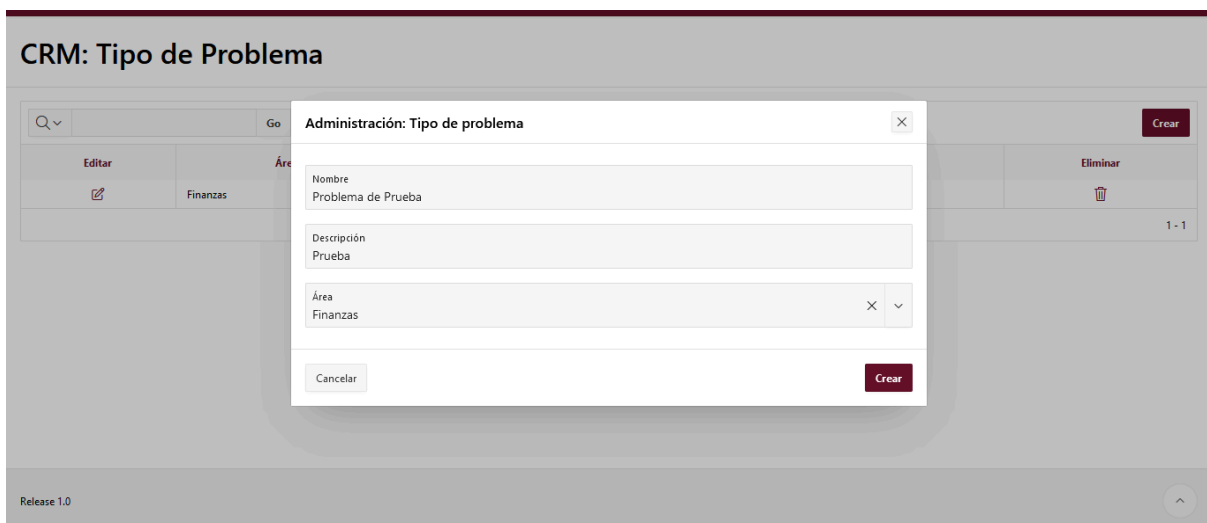 CRM: Tipo de Problema
Go
Crear
Editar
Áre
Eliminar
Finanzas
1 - 1
Administración: Tipo de problema
Nombre
Problema de Prueba
Descripción
Prueba
Área
Finanzas
Cancelar
Crear
Release 1.0